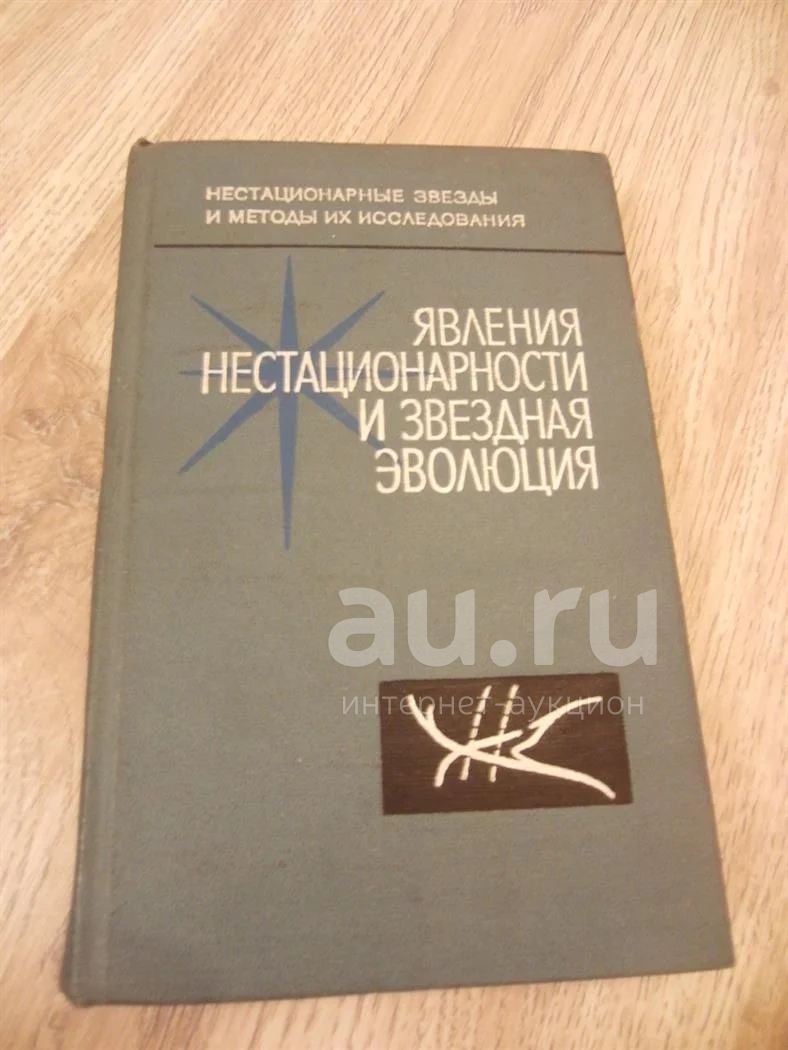 НЕСТАЦИОНАРНЫЕ ЗВЕЗДЫ
И МЕТОДЫ ИХ ИССЛЕДОВАНИЯ
ЯВЛЕНИЯ
НЕСТАЦИОНАРНОСТИ
И ЗВЕЗДНАЯ
ЭВОЛЮЦИЯ
au.ru
интернет-аукцион